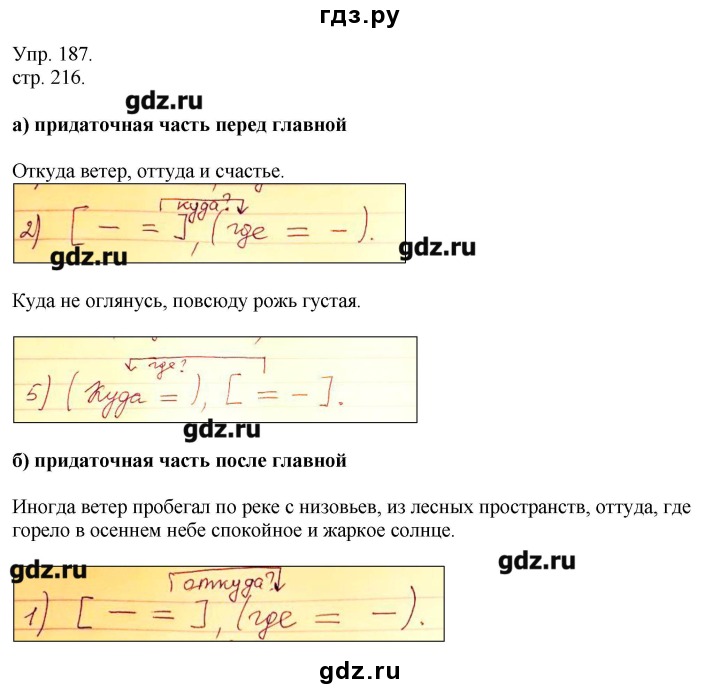 гдз.ру
Упр. 187.
стр. 216.
gdz.ru
а) придаточная часть перед главной
Откуда ветер, оттуда и счастье.
куда?
2) [ — = ], (где = —).
gdz.ru
gdz.ru
Куда не оглянусь, повсюду рожь густая.
где?
5) (Куда = ), [ = — ].
gdz.ru
б) придаточная часть после главной
Иногда ветер пробегал по реке с низовьев, из лесных пространств, оттуда, где
горело в осеннем небе спокойное и жаркое солнце.
gdz.ru
gdz.ru
откуда?
1) [ — = ], (где = —).
gdz.ru